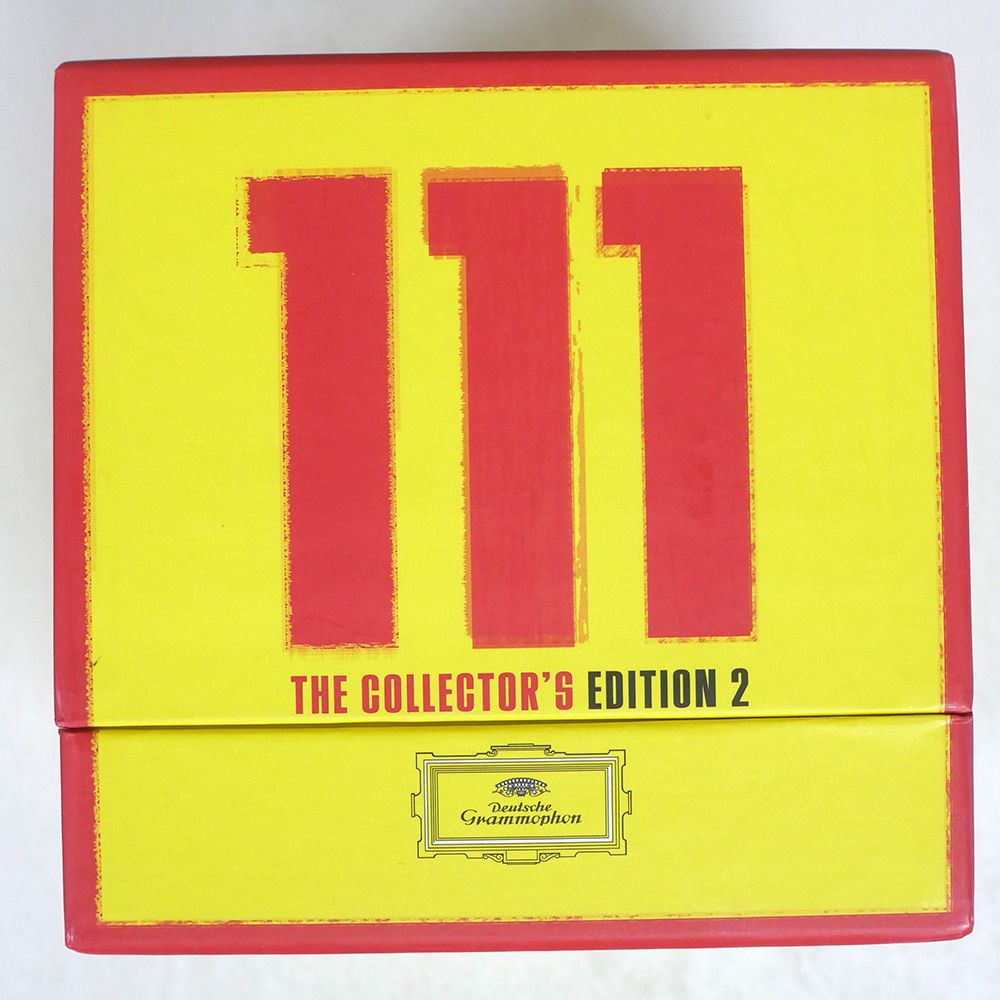 111
THE COLLECTOR'S EDITION 2
Deutsche
Grammophon